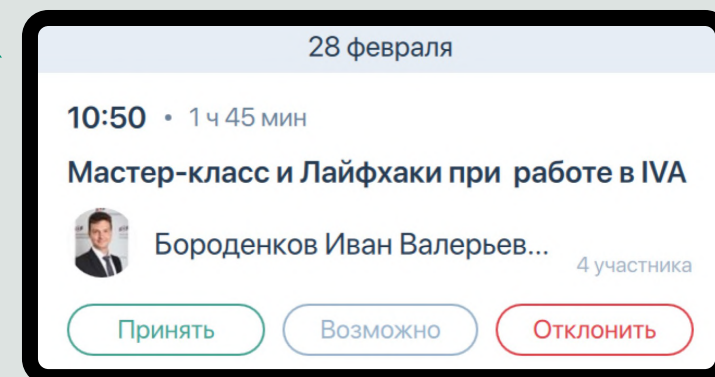 28 февраля
10:50 • 1 ч 45 мин
Мастер-класс и Лайфхаки при работе в IVA
Бороденков Иван Валерьев...
4 участника
Принять Возможно Отклонить